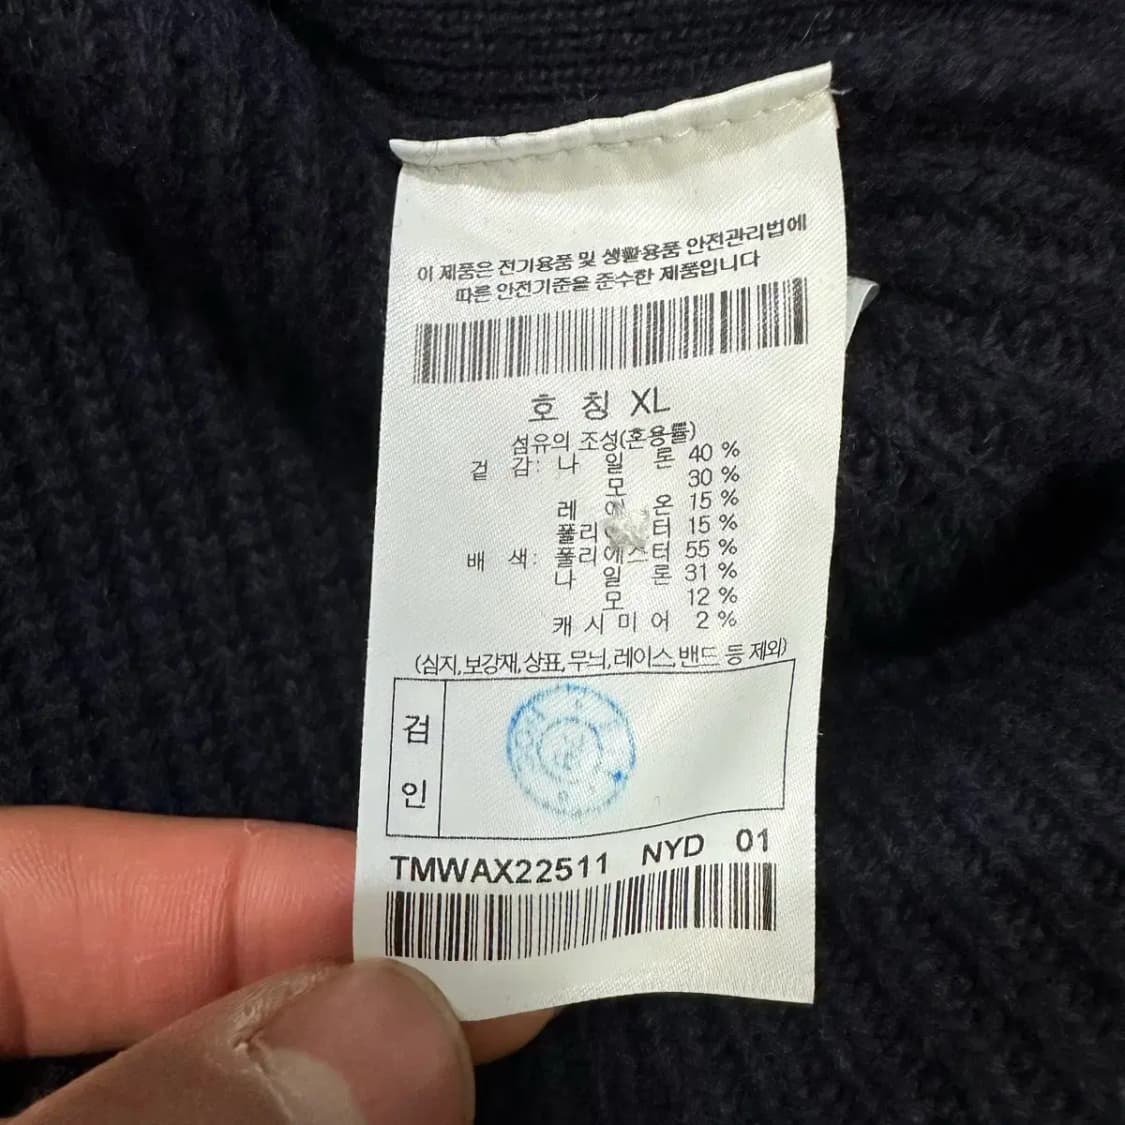 이 제품은 전기용품 및 생활용품 안전관리법에
따른 안전기준을 준수한 제품입니다
호 칭 XL
섬유의 조성(혼용률)
겉 감: 나 일 론 40 %
모 30 %
레 이 온 15 %
폴리 터 15 %
배 색: 폴리에스터 55 %
나 일 론 31 %
모 12 %
캐 시 미 어 2 %
(심지,보강재,상표,무늬,레이스,밴드 등 제외)
검
인
TMWAX22511 NYD 01